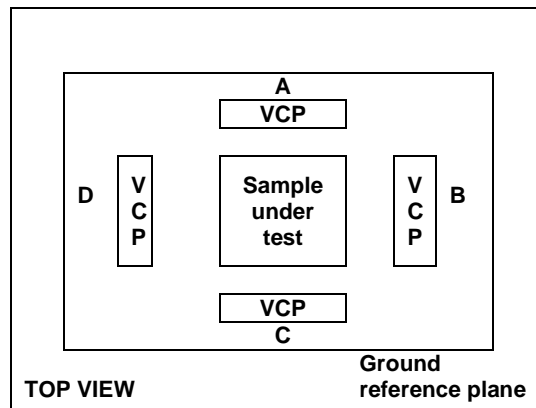 A
VCP
D
V
C
P
Sample
under
test
V
C
P
B
VCP
C
Ground
reference plane
TOP VIEW